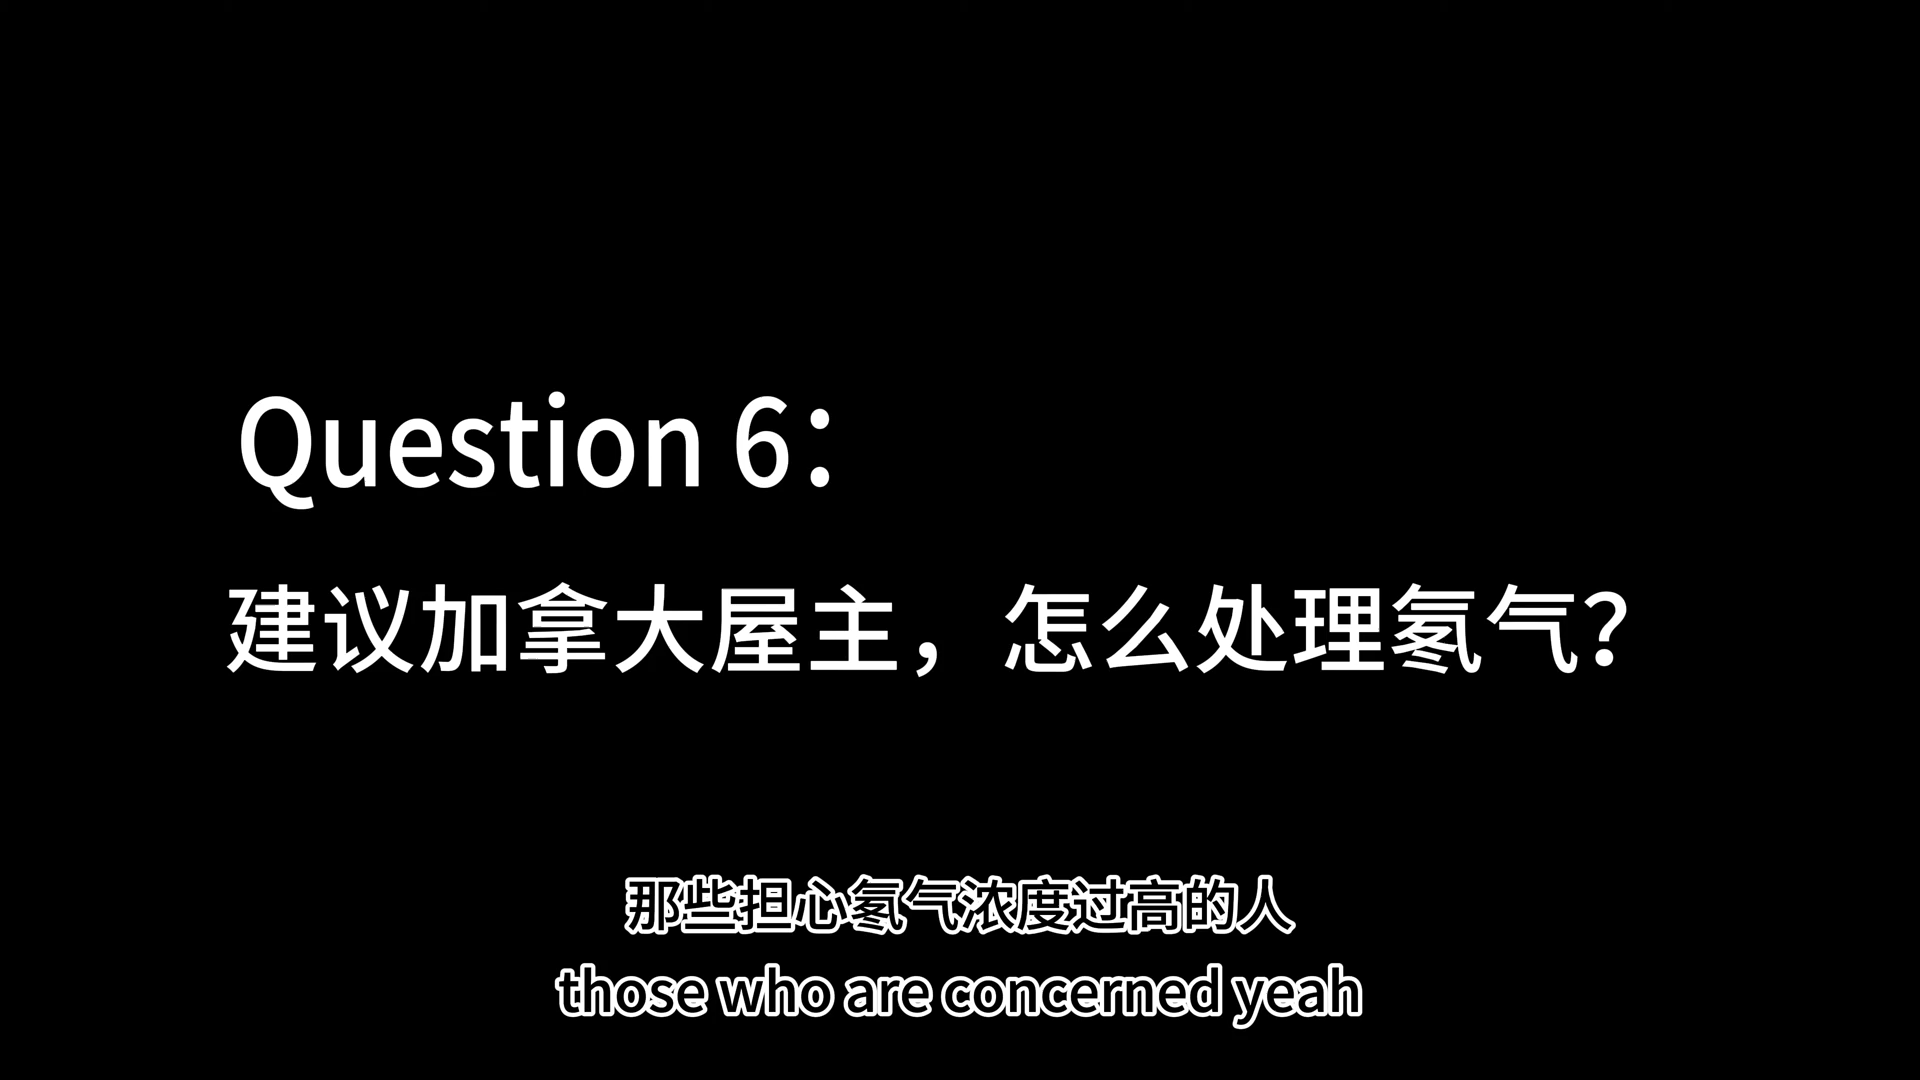 Question 6：
建议加拿大屋主，怎么处理氡气？
那些担心氡气浓度过高的人
those who are concerned yeah